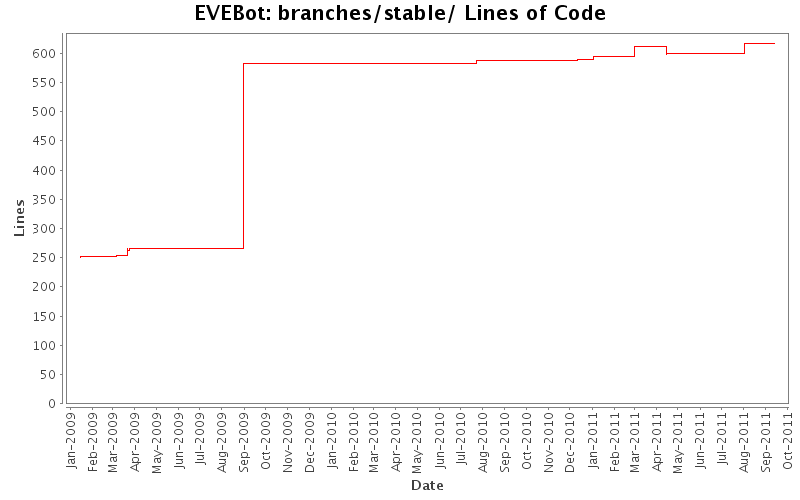 EVEBot: branches/stable/ Lines of Code
Lines
600
550
500
450
400
350
300
250
200
150
100
50
0
Jan-2009
Feb-2009
Mar-2009
Apr-2009
May-2009
Jun-2009
Jul-2009
Aug-2009
Sep-2009
Oct-2009
Nov-2009
Dec-2009
Jan-2010
Feb-2010
Mar-2010
Apr-2010
May-2010
Jun-2010
Jul-2010
Aug-2010
Sep-2010
Oct-2010
Nov-2010
Dec-2010
Jan-2011
Feb-2011
Mar-2011
Apr-2011
May-2011
Jun-2011
Jul-2011
Aug-2011
Sep-2011
Oct-2011
Date